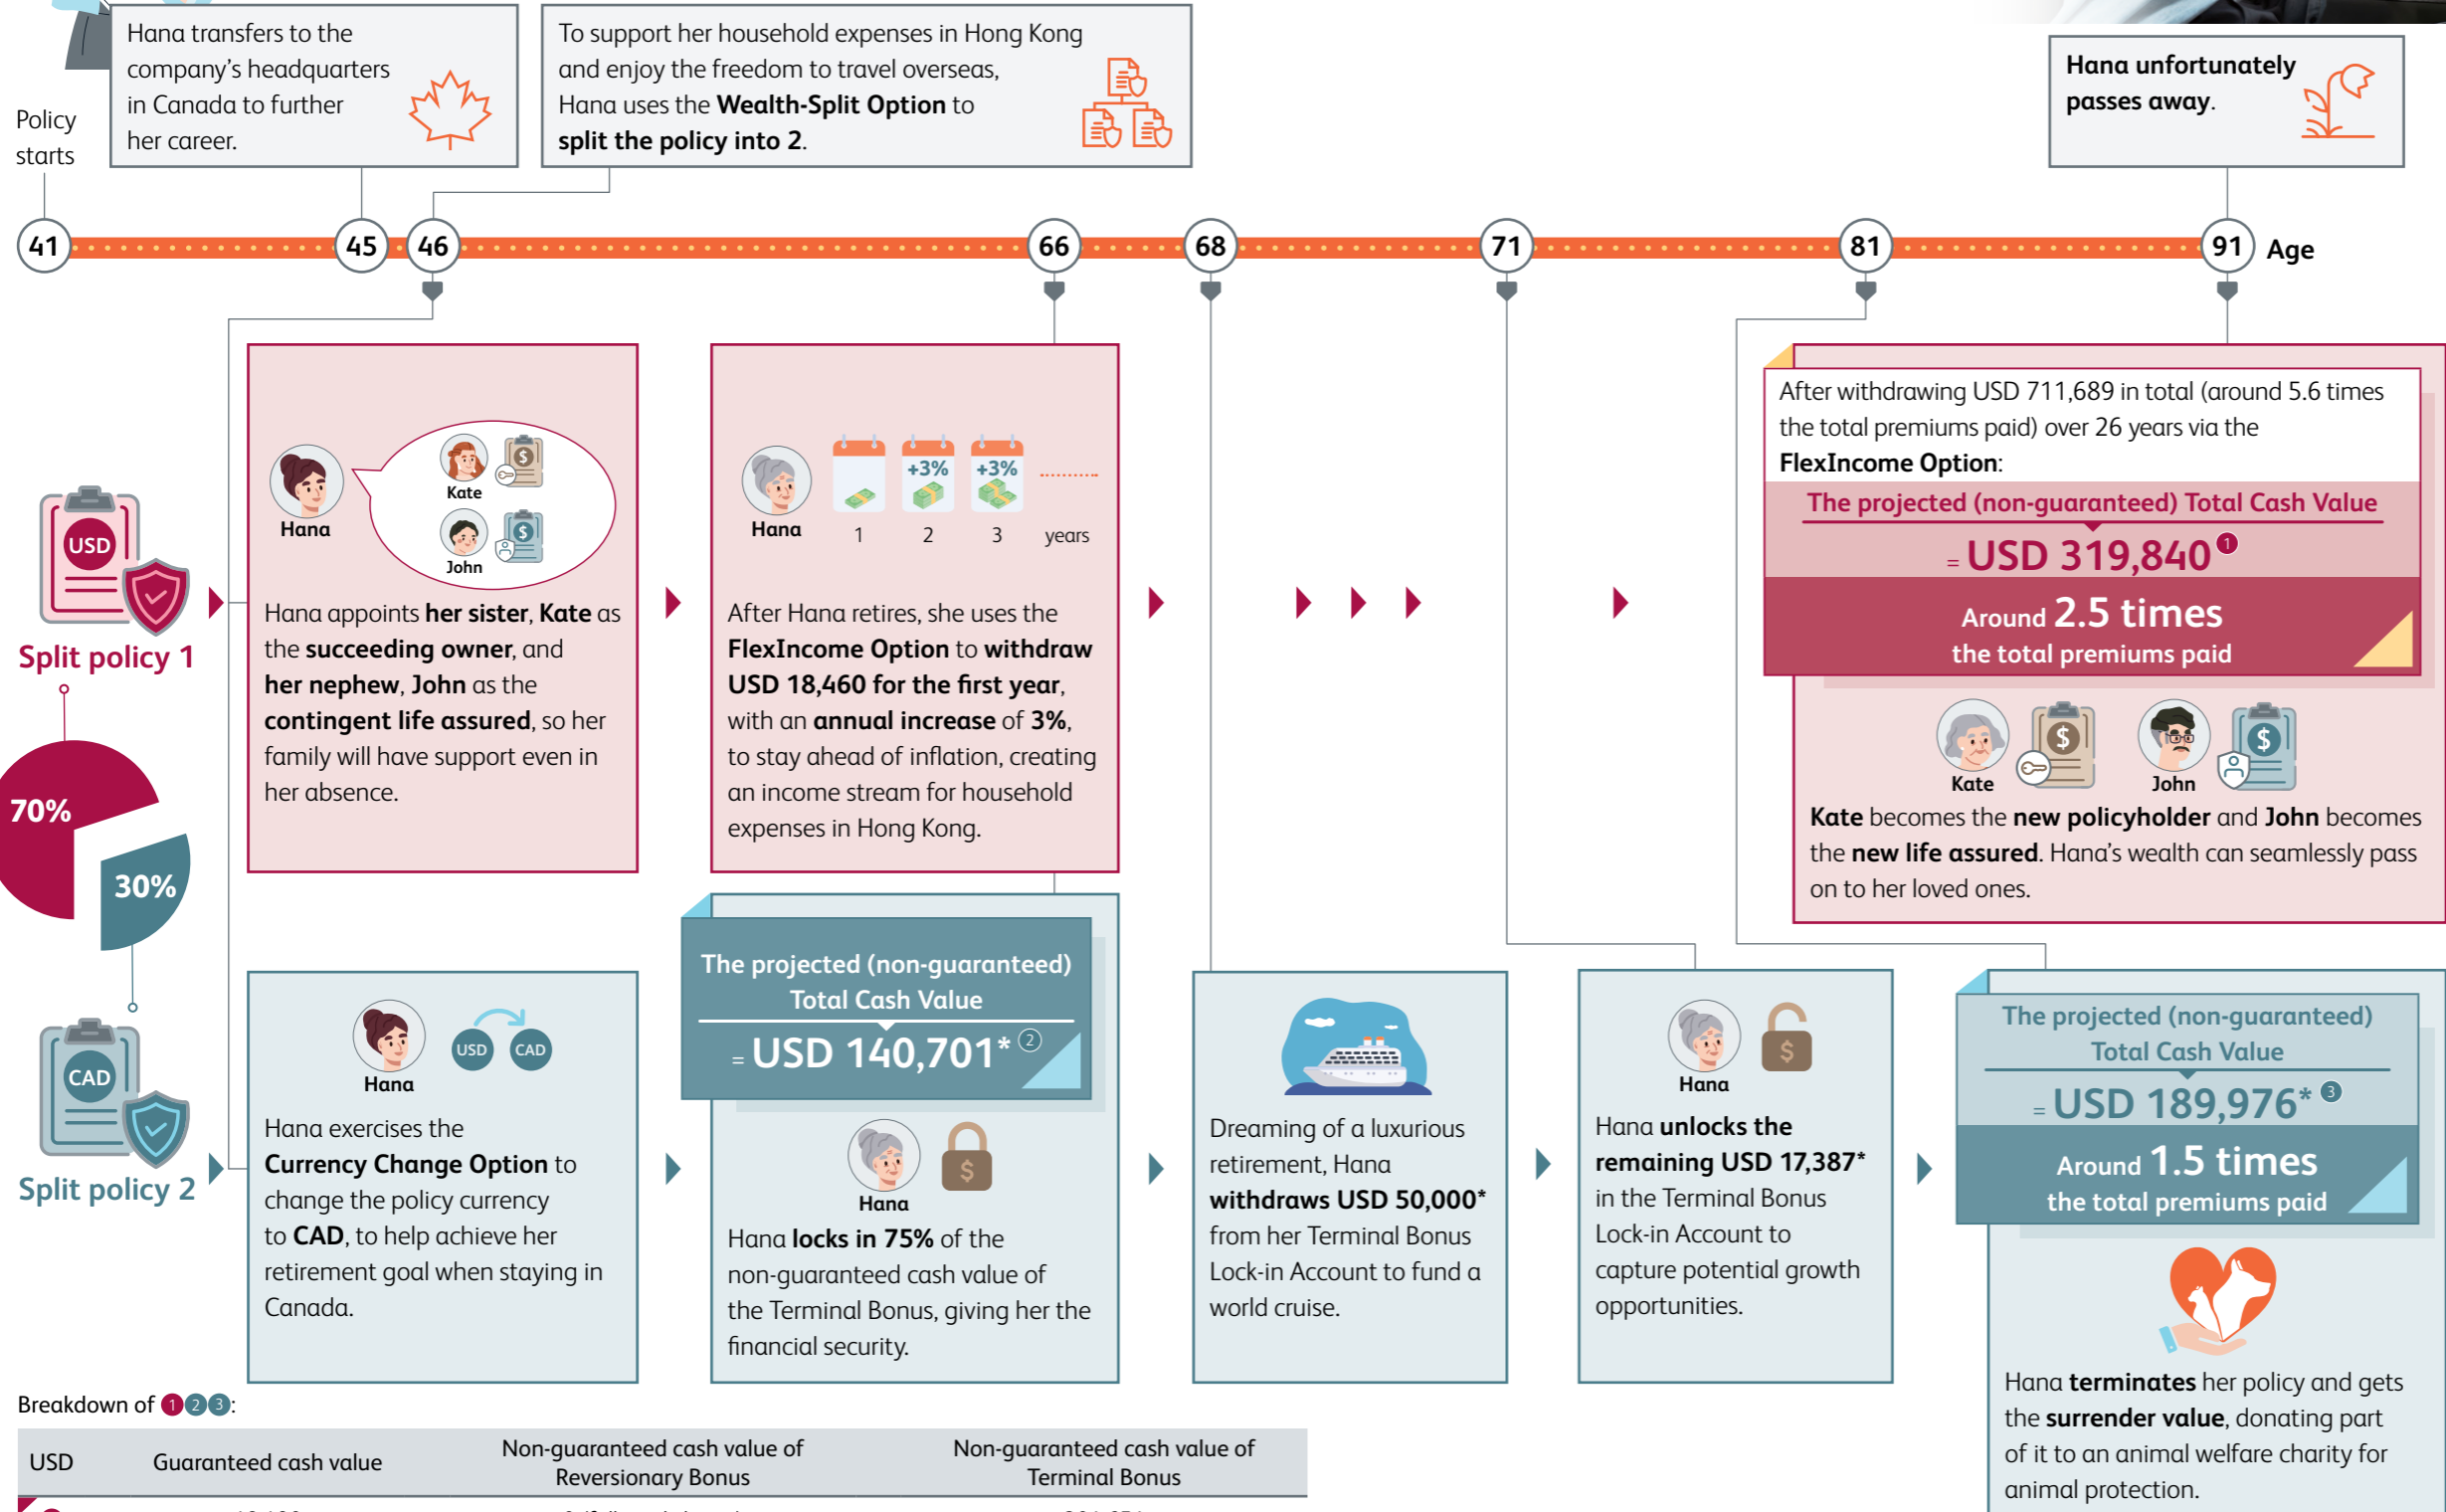 Hana transfers to the
company's headquarters
in Canada to further
her career.
To support her household expenses in Hong Kong
and enjoy the freedom to travel overseas,
Hana uses the Wealth-Split Option to
split the policy into 2.
Hana unfortunately
passes away.
Policy
starts
41
45
46
66
68
71
81
91
Age
USD
Split policy 1
70%
30%
CAD
Split policy 2
Hana
Kate
John
Hana appoints her sister, Kate as
the succeeding owner, and
her nephew, John as the
contingent life assured, so her
family will have support even in
her absence.
Hana
+3%
+3%
1
2
3
years
After Hana retires, she uses the
FlexIncome Option to withdraw
USD 18,460 for the first year,
with an annual increase of 3%,
to stay ahead of inflation, creating
an income stream for household
expenses in Hong Kong.
After withdrawing USD 711,689 in total (around 5.6 times
the total premiums paid) over 26 years via the
FlexIncome Option:
The projected (non-guaranteed) Total Cash Value
= USD 319,840 1
Around 2.5 times
the total premiums paid
Kate
John
Kate becomes the new policyholder and John becomes
the new life assured. Hana's wealth can seamlessly pass
on to her loved ones.
Hana
USD
CAD
Hana exercises the
Currency Change Option to
change the policy currency
to CAD, to help achieve her
retirement goal when staying in
Canada.
The projected (non-guaranteed)
Total Cash Value
= USD 140,701* 2
Hana
Hana locks in 75% of the
non-guaranteed cash value of
the Terminal Bonus, giving her the
financial security.
Dreaming of a luxurious
retirement, Hana
withdraws USD 50,000*
from her Terminal Bonus
Lock-in Account to fund a
world cruise.
Hana
Hana unlocks the
remaining USD 17,387*
in the Terminal Bonus
Lock-in Account to
capture potential growth
opportunities.
The projected (non-guaranteed)
Total Cash Value
= USD 189,976* 3
Around 1.5 times
the total premiums paid
Hana terminates her policy and gets
the surrender value, donating part
of it to an animal welfare charity for
animal protection.
Breakdown of 1 2 3:
USD
Guaranteed cash value
Non-guaranteed cash value of
Reversionary Bonus
Non-guaranteed cash value of
Terminal Bonus